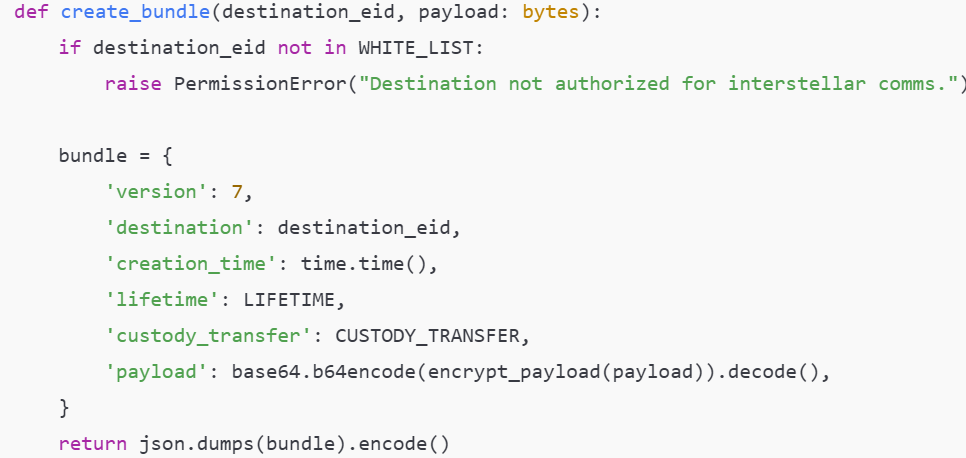 def create_bundle(destination_eid, payload: bytes):
    if destination_eid not in WHITE_LIST:
        raise PermissionError("Destination not authorized for interstellar comms.")
    bundle = {
        'version': 7,
        'destination': destination_eid,
        'creation_time': time.time(),
        'lifetime': LIFETIME,
        'custody_transfer': CUSTODY_TRANSFER,
        'payload': base64.b64encode(encrypt_payload(payload)).decode(),
    }
    return json.dumps(bundle).encode()